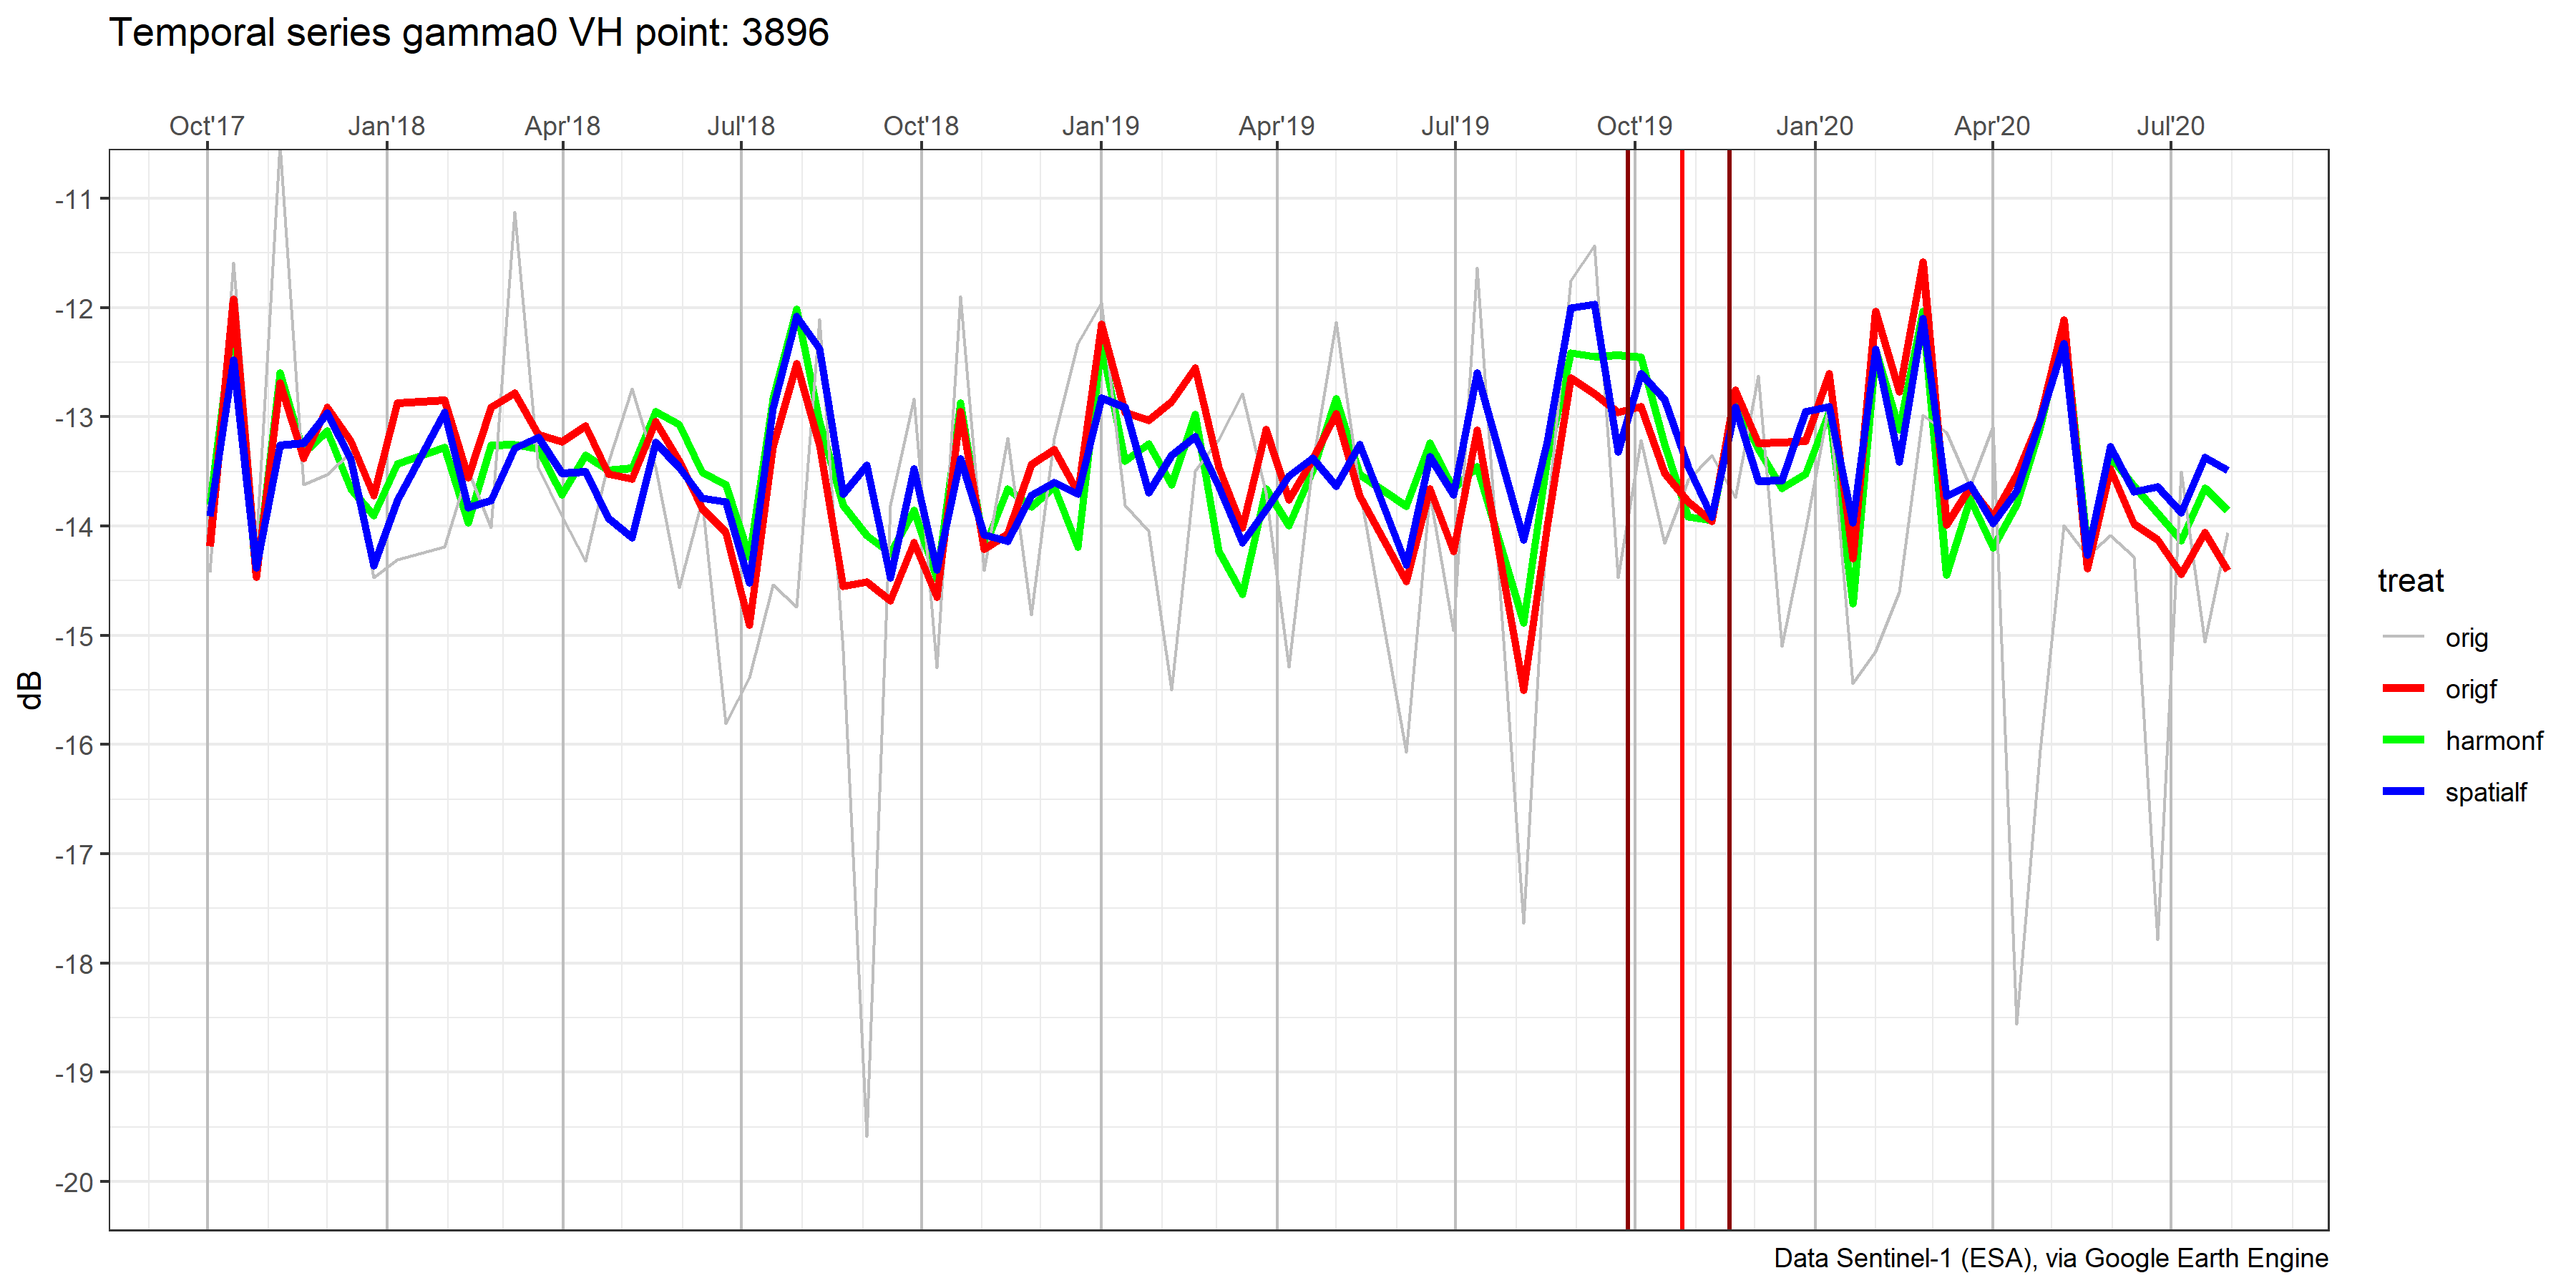 Temporal series gamma0 VH point: 3896
Oct'17 Jan'18 Apr'18 Jul'18 Oct'18 Jan'19 Apr'19 Jul'19 Oct'19 Jan'20 Apr'20 Jul'20
-11
-12
-13
-14
-15
-16
-17
-18
-19
-20
dB
treat
orig
origf
harmonf
spatialf
Data Sentinel-1 (ESA), via Google Earth Engine